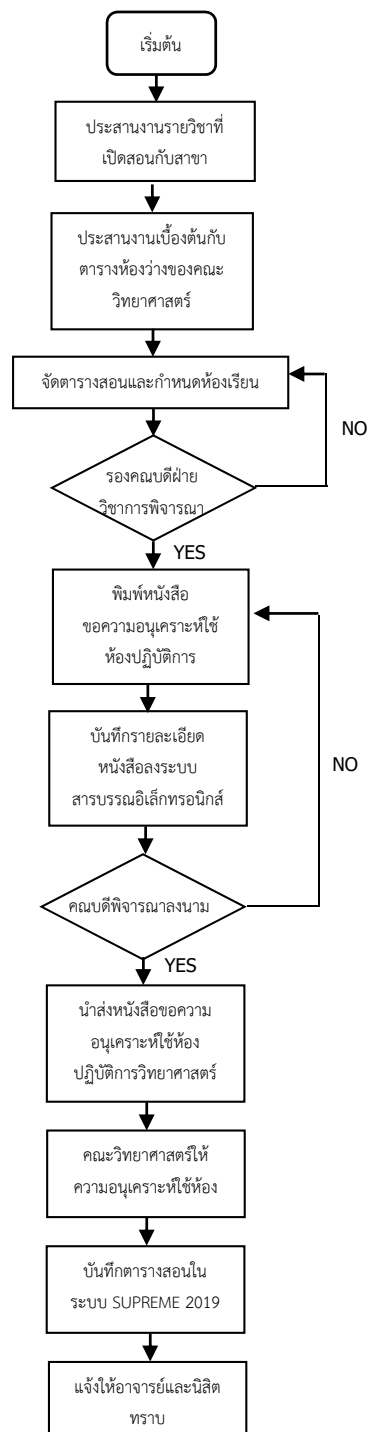 เริ่มต้น
ประสานงานรายวิชาที่
เปิดสอนกับสาขา
ประสานงานเบื้องต้นกับ
ตารางห้องว่างของคณะ
วิทยาศาสตร์
จัดตารางสอนและกำหนดห้องเรียน
NO
รองคณบดีฝ่าย
วิชาการพิจารณา
YES
พิมพ์หนังสือ
ขอความอนุเคราะห์ใช้
ห้องปฏิบัติการ
บันทึกรายละเอียด
หนังสือลงระบบ
สารบรรณอิเล็กทรอนิกส์
NO
คณบดีพิจารณาลงนาม
YES
นำส่งหนังสือขอความ
อนุเคราะห์ใช้ห้อง
ปฏิบัติการวิทยาศาสตร์
คณะวิทยาศาสตร์ให้
ความอนุเคราะห์ใช้ห้อง
บันทึกตารางสอนใน
ระบบ SUPREME 2019
แจ้งให้อาจารย์และนิสิต
ทราบ